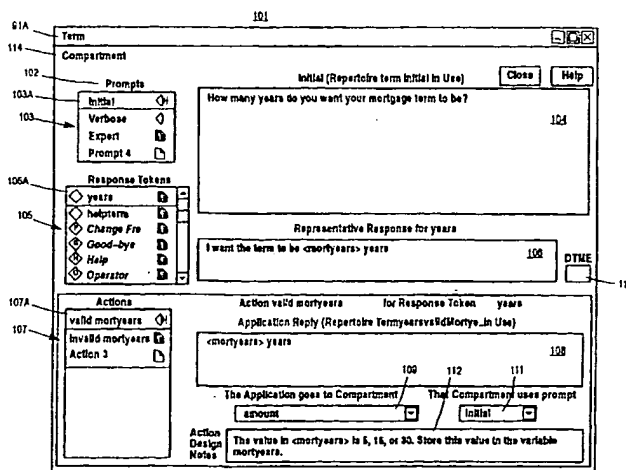 101
61A
Term
114
Compartment
102
Prompts
Initial (Repertoire term Initial in Use)
Close
Help
103A
Initial
How many years do you want your mortgage term to be?
103
Verbose
104
Expert
Prompt 4
106A
Response Tokens
years
helpterm
105
Change Fre
Representative Response for years
Good-bye
I want the term to be <mortyears> years
106
Help
Operator
107A
Actions
Action valid mortyears for Response Token years
valid mortyears
Application Reply (Repertoire TermyearsvalidMortye.. in Use)
107
invalid mortyears
<mortyears> years
108
Action 3
109
112
111
The Application goes to Compartment
That Compartment uses prompt
amount
initial
Action Design Notes
The value in <mortyears> is 5, 15, or 30. Store this value in the variable
mortyears.